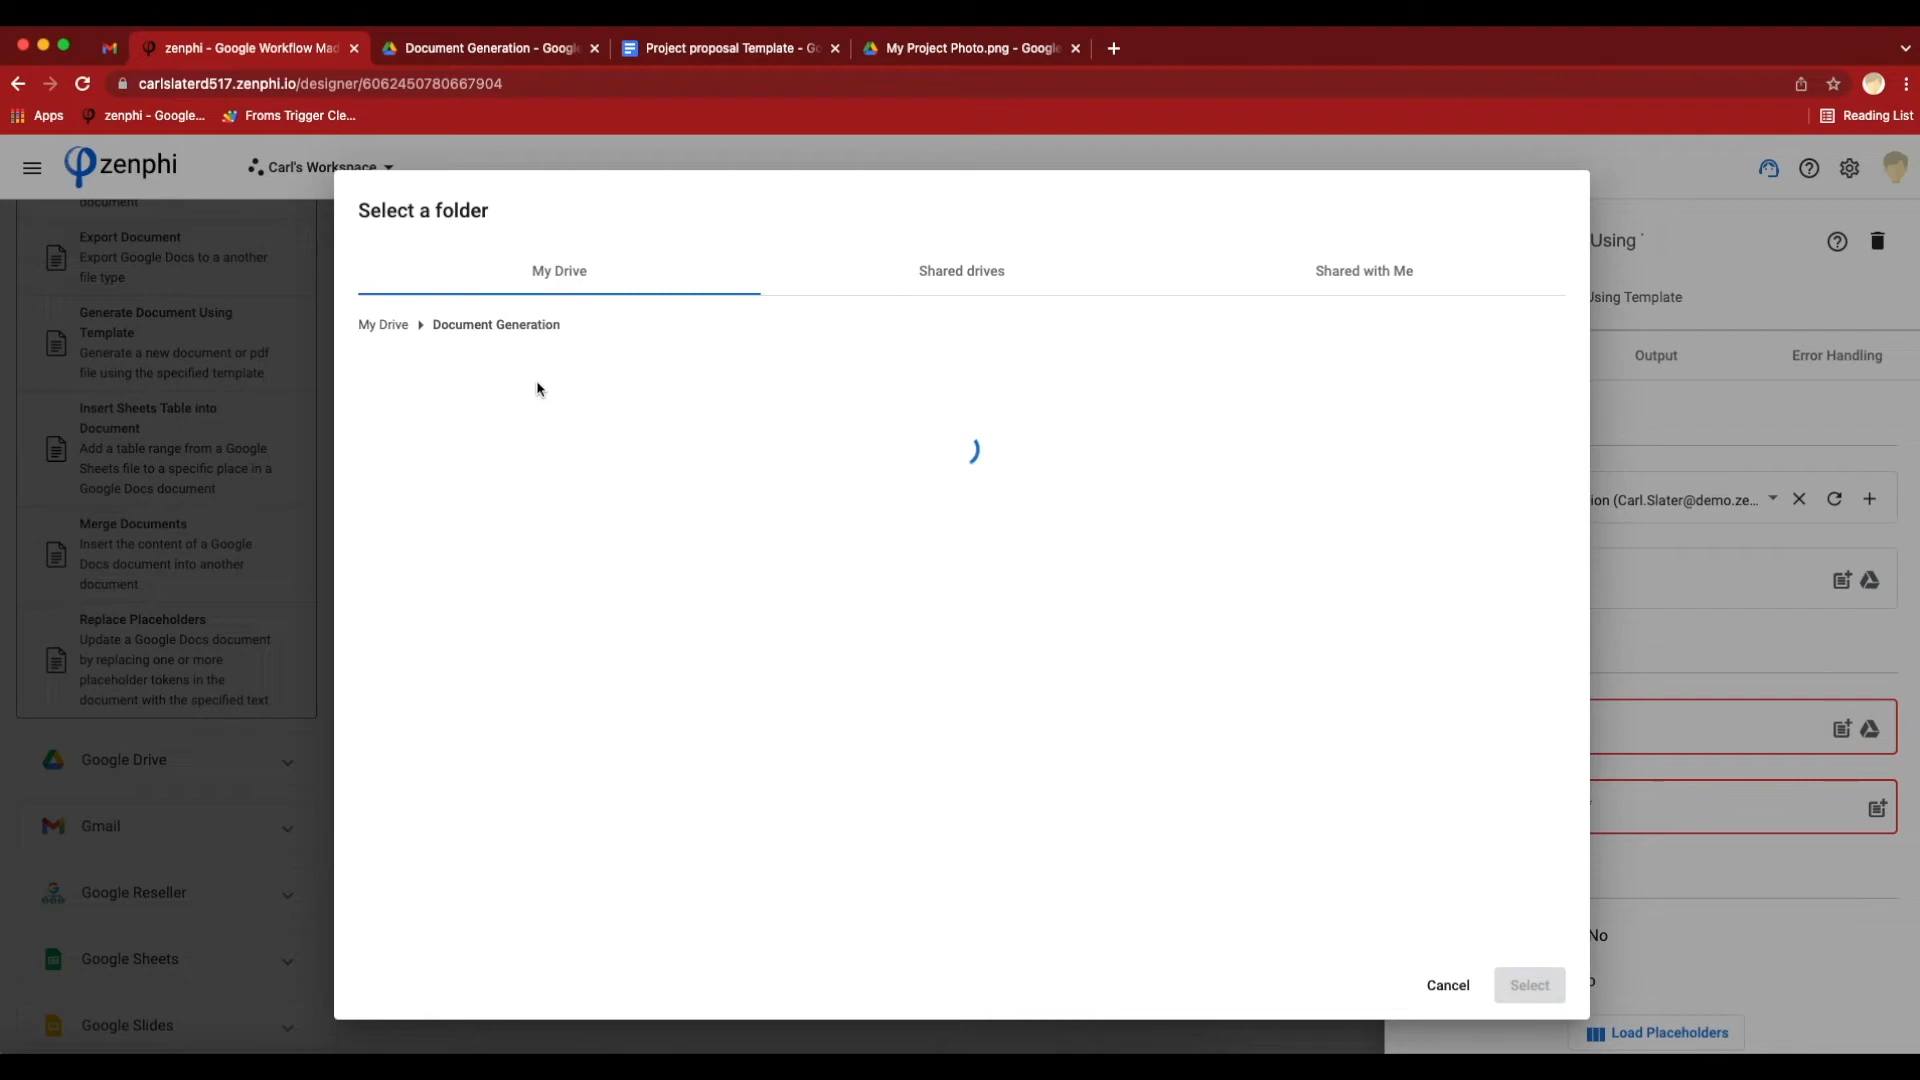 zenphi - Google Workflow Mad
Document Generation - Google
Project proposal Template - Go
My Project Photo.png - Google
carlslaterd517.zenphi.io/designer/6062450780667904
Apps
zenphi - Google...
Froms Trigger Cle...
Reading List
zenphi
Carl's Workspace
Select a folder
My Drive
Shared drives
Shared with Me
My Drive
Document Generation
Cancel
Select
document
Export Document
Export Google Docs to a another
file type
Generate Document Using
Template
Generate a new document or pdf
file using the specified template
Insert Sheets Table into
Document
Add a table range from a Google
Sheets file to a specific place in a
Google Docs document
Merge Documents
Insert the content of a Google
Docs document into another
document
Replace Placeholders
Update a Google Docs document
by replacing one or more
placeholder tokens in the
document with the specified text
Google Drive
Gmail
Google Reseller
Google Sheets
Google Slides
Using
Using Template
Output
Error Handling
ion (Carl.Slater@demo.ze...
No
Load Placeholders